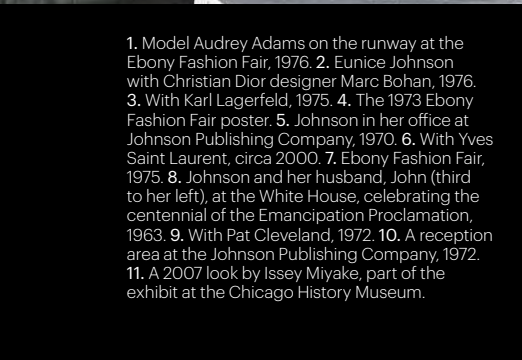 1. Model Audrey Adams on the runway at the
Ebony Fashion Fair, 1976. 2. Eunice Johnson
with Christian Dior designer Marc Bohan, 1976.
3. With Karl Lagerfeld, 1975. 4. The 1973 Ebony
Fashion Fair poster. 5. Johnson in her office at
Johnson Publishing Company, 1970. 6. With Yves
Saint Laurent, circa 2000. 7. Ebony Fashion Fair,
1975. 8. Johnson and her husband, John (third
to her left), at the White House, celebrating the
centennial of the Emancipation Proclamation,
1963. 9. With Pat Cleveland, 1972. 10. A reception
area at the Johnson Publishing Company, 1972.
11. A 2007 look by Issey Miyake, part of the
exhibit at the Chicago History Museum.